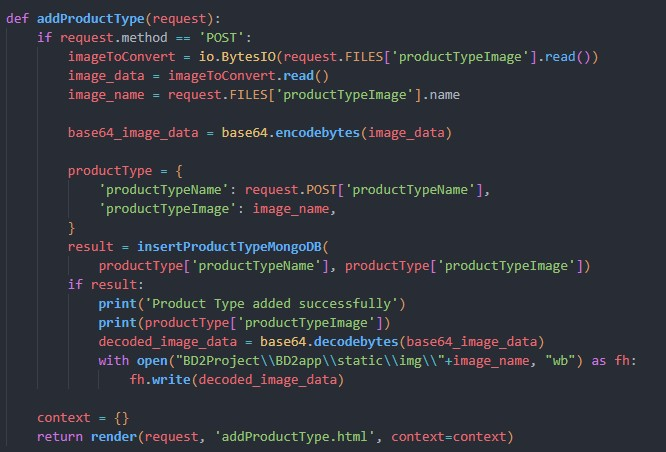 def addProductType(request):
    if request.method == 'POST':
        imageToConvert = io.BytesIO(request.FILES['productTypeImage'].read())
        image_data = imageToConvert.read()
        image_name = request.FILES['productTypeImage'].name

        base64_image_data = base64.encodebytes(image_data)

        productType = {
            'productTypeName': request.POST['productTypeName'],
            'productTypeImage': image_name,
        }
        result = insertProductTypeMongoDB(
            productType['productTypeName'], productType['productTypeImage'])
        if result:
            print('Product Type added successfully')
            print(productType['productTypeImage'])
            decoded_image_data = base64.decodebytes(base64_image_data)
            with open("BD2Project\\BD2app\\static\\img\\"+image_name, "wb") as fh:
                fh.write(decoded_image_data)

    context = {}
    return render(request, 'addProductType.html', context=context)